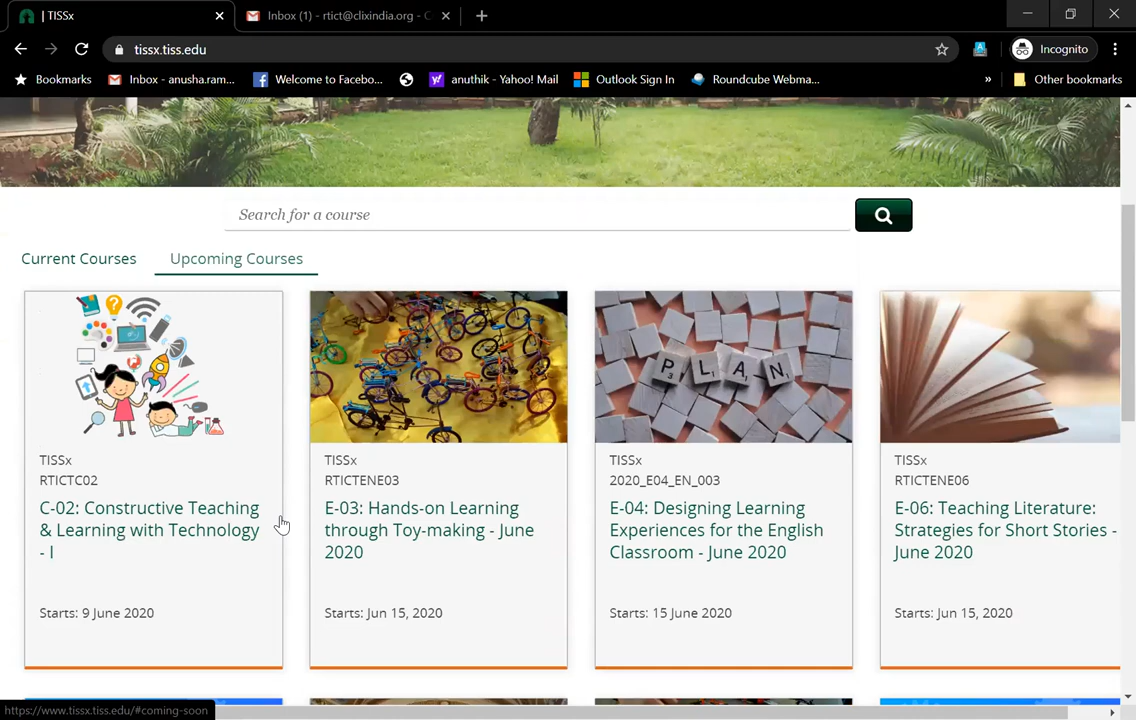 | TISSx
Inbox (1) - rtict@clixindia.org - C
tissx.tiss.edu
Incognito
Bookmarks
Inbox - anusha.ram...
Welcome to Facebo...
anuthik - Yahoo! Mail
Outlook Sign In
Roundcube Webma...
»
Other bookmarks
Search for a course
Current Courses
Upcoming Courses
PLAN
TISSx
RTICTC02
C-02: Constructive Teaching
& Learning with Technology
- I
Starts: 9 June 2020
TISSx
RTICTENE03
E-03: Hands-on Learning
through Toy-making - June
2020
Starts: Jun 15, 2020
TISSx
2020_E04_EN_003
E-04: Designing Learning
Experiences for the English
Classroom - June 2020
Starts: 15 June 2020
TISSx
RTICTENE06
E-06: Teaching Literature:
Strategies for Short Stories -
June 2020
Starts: Jun 15, 2020
https://www.tissx.tiss.edu/#coming-soon